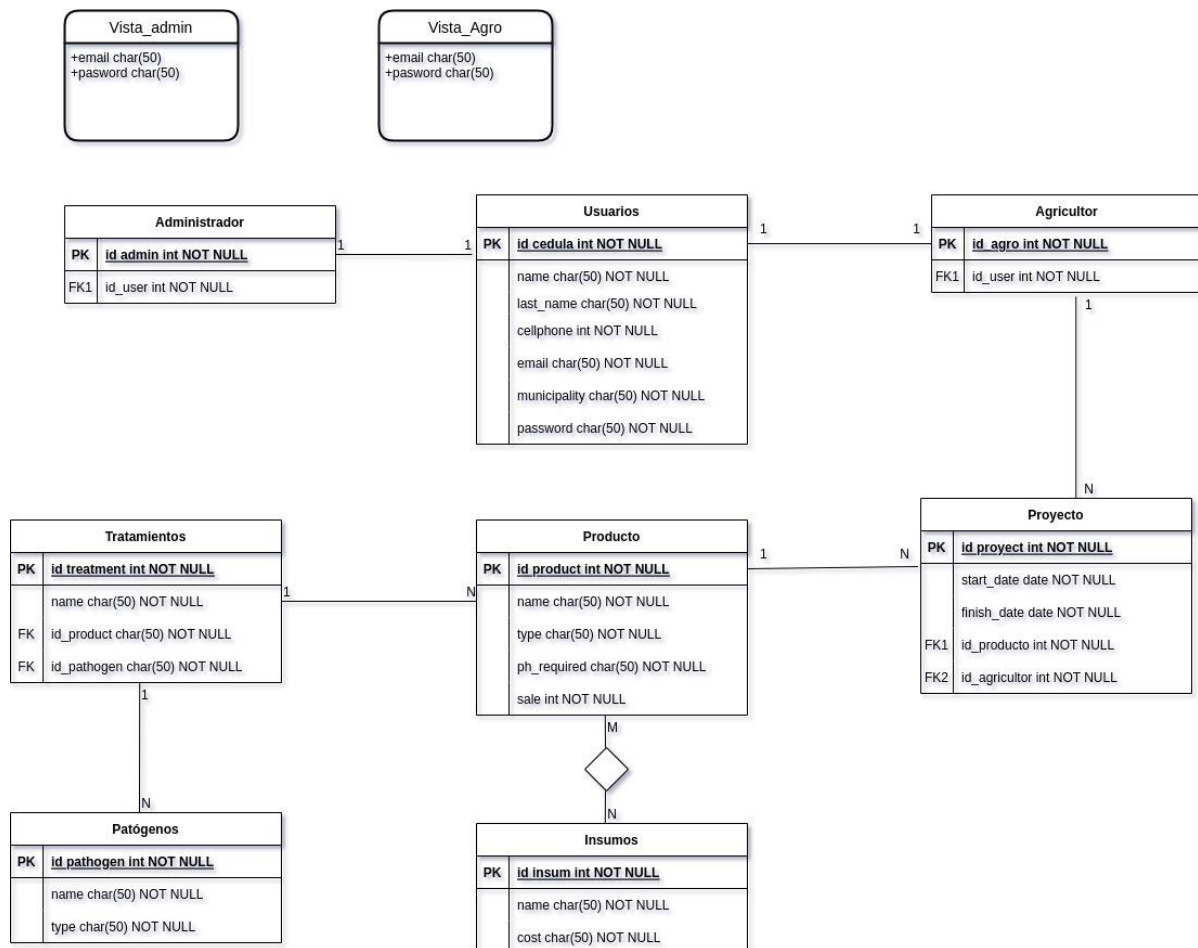 Vista_admin
+email char(50)
+pasword char(50)
Vista_Agro
+email char(50)
+pasword char(50)
Administrador
PK id admin int NOT NULL
FK1 id_user int NOT NULL
1 1
Usuarios
PK id cedula int NOT NULL
name char(50) NOT NULL
last_name char(50) NOT NULL
cellphone int NOT NULL
email char(50) NOT NULL
municipality char(50) NOT NULL
password char(50) NOT NULL
1 1
Agricultor
PK id_agro int NOT NULL
FK1 id_user int NOT NULL
1
N
Tratamientos
PK id treatment int NOT NULL
name char(50) NOT NULL
FK id_product char(50) NOT NULL
FK id_pathogen char(50) NOT NULL
1 N
Producto
PK id product int NOT NULL
name char(50) NOT NULL
type char(50) NOT NULL
ph_required char(50) NOT NULL
sale int NOT NULL
1 N
Proyecto
PK id proyect int NOT NULL
start_date date NOT NULL
finish_date date NOT NULL
FK1 id_producto int NOT NULL
FK2 id_agricultor int NOT NULL
1
N
Patógenos
PK id pathogen int NOT NULL
name char(50) NOT NULL
type char(50) NOT NULL
M
N
Insumos
PK id insum int NOT NULL
name char(50) NOT NULL
cost char(50) NOT NULL